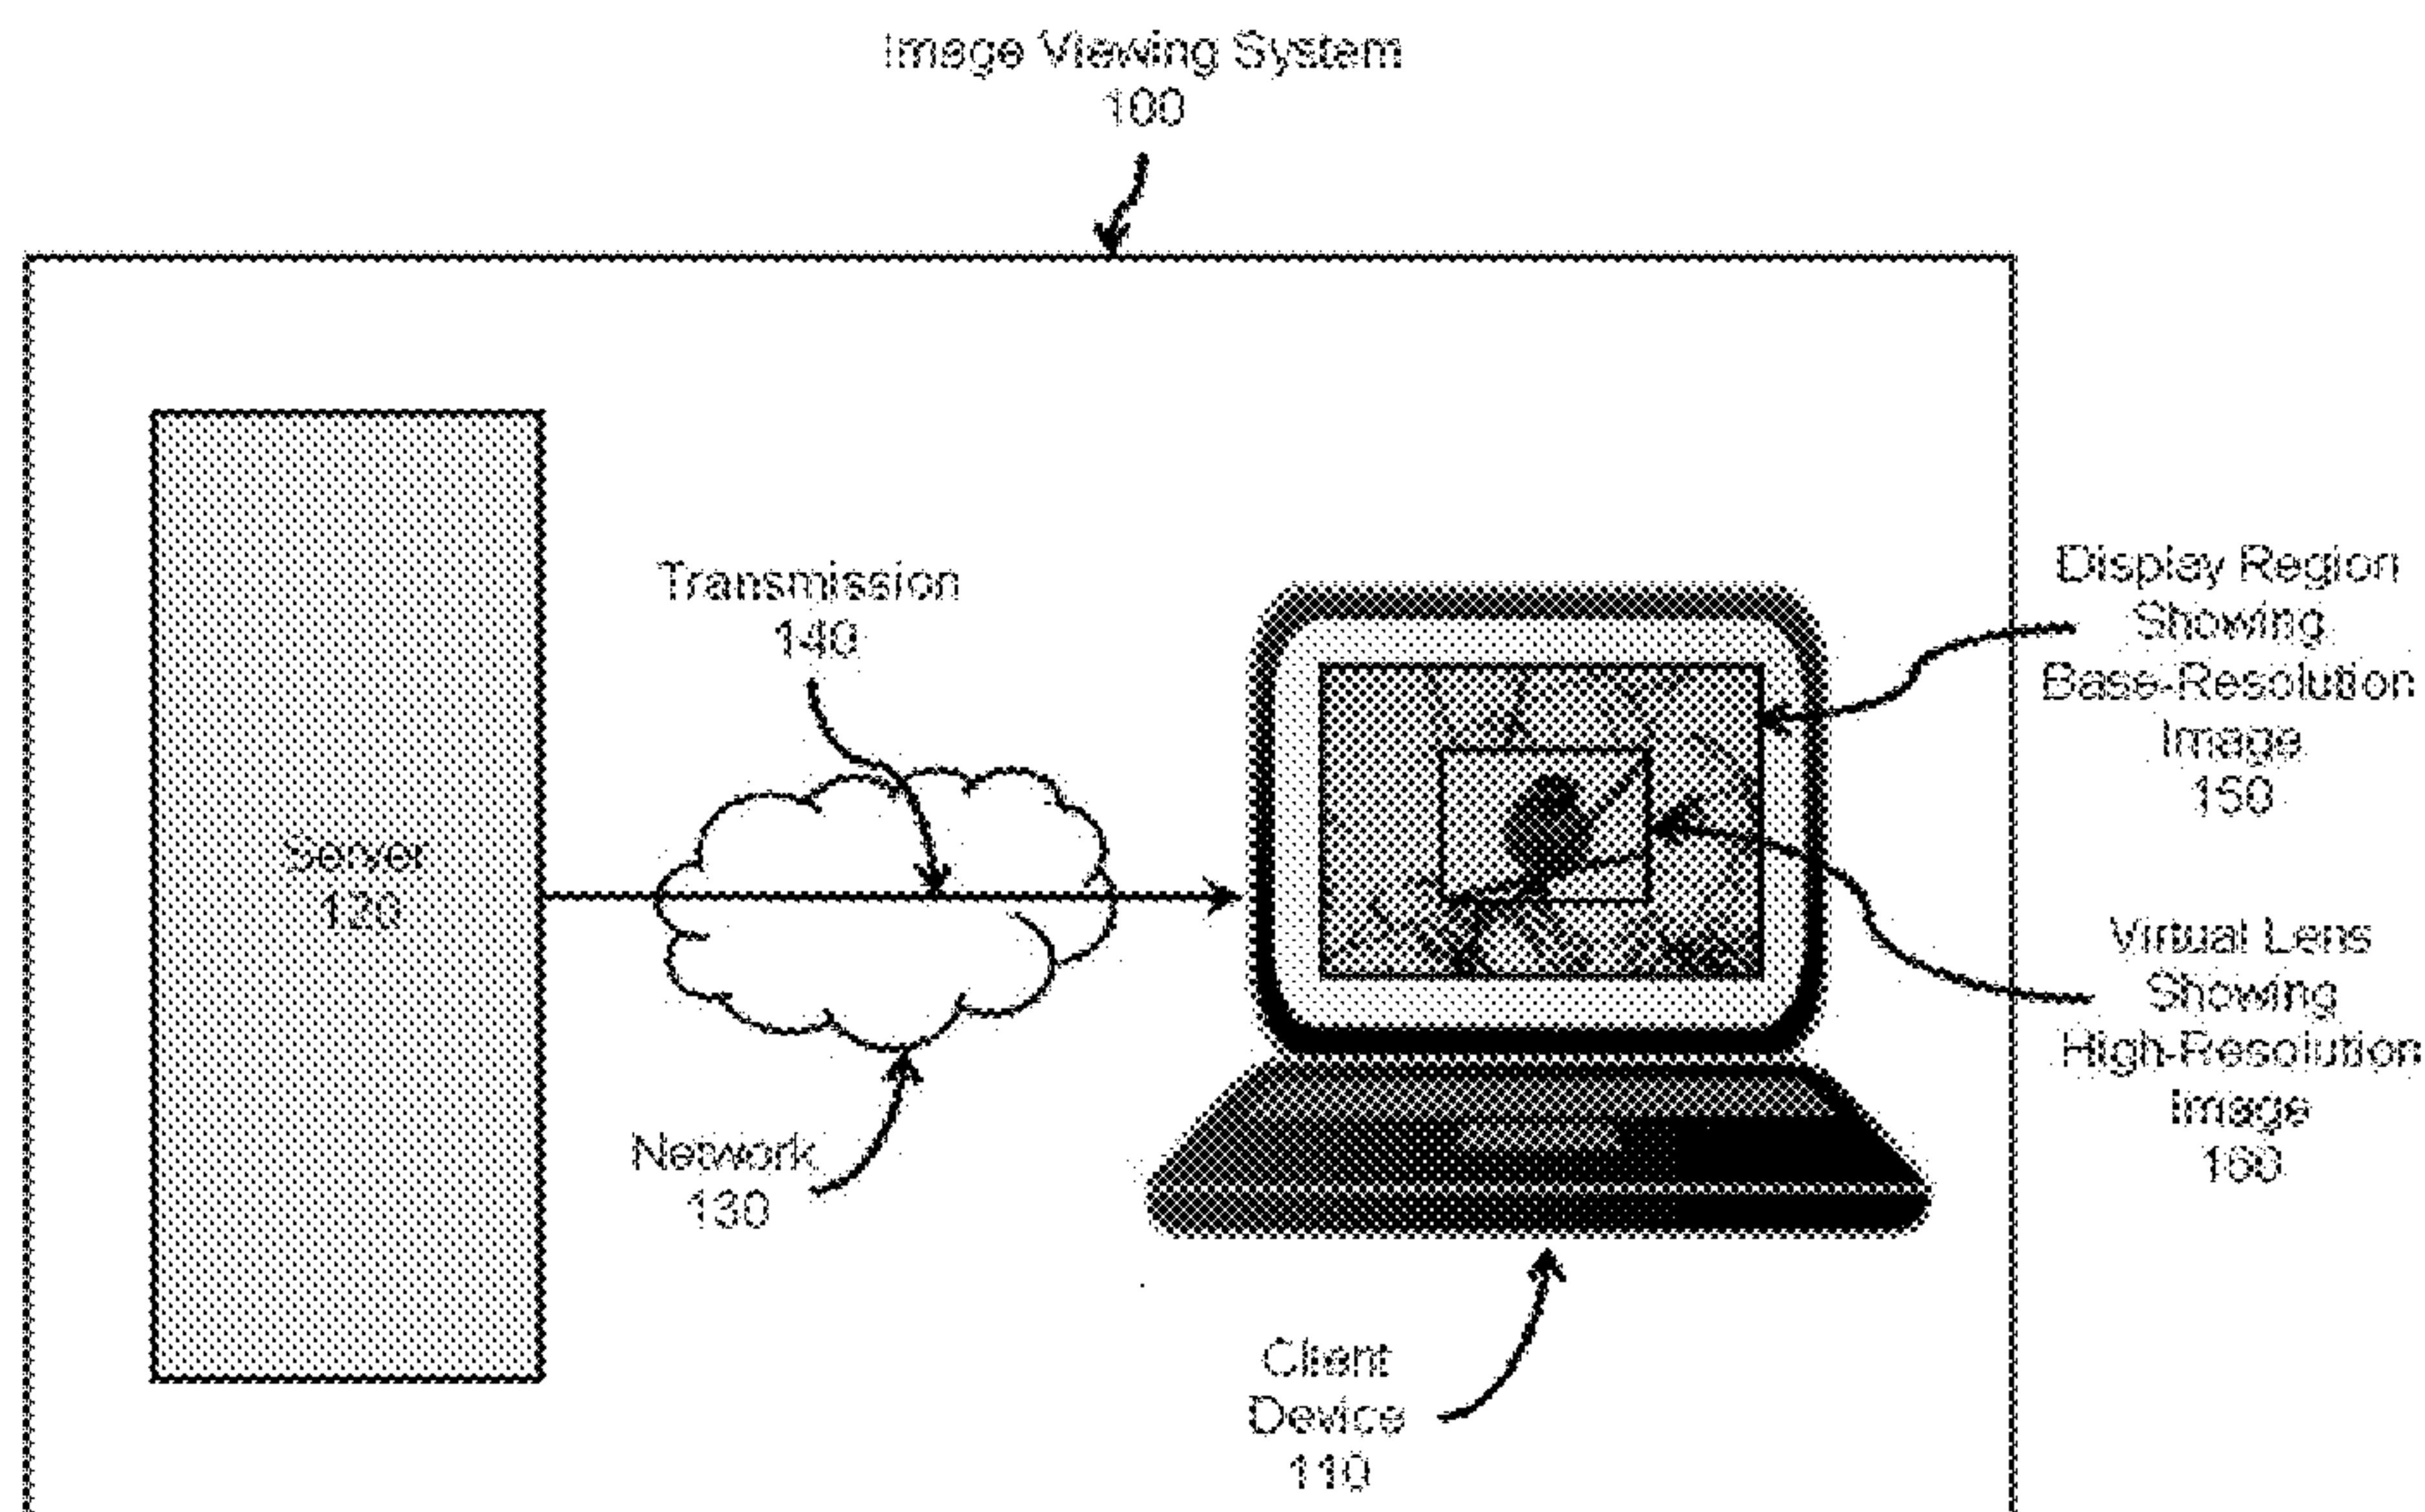 Image Viewing System
100
Transmission
140
Server
120
Network
130
Client
Device
110
Display Region
Showing
Base-Resolution
Image
150
Virtual Lens
Showing
High-Resolution
Image
160